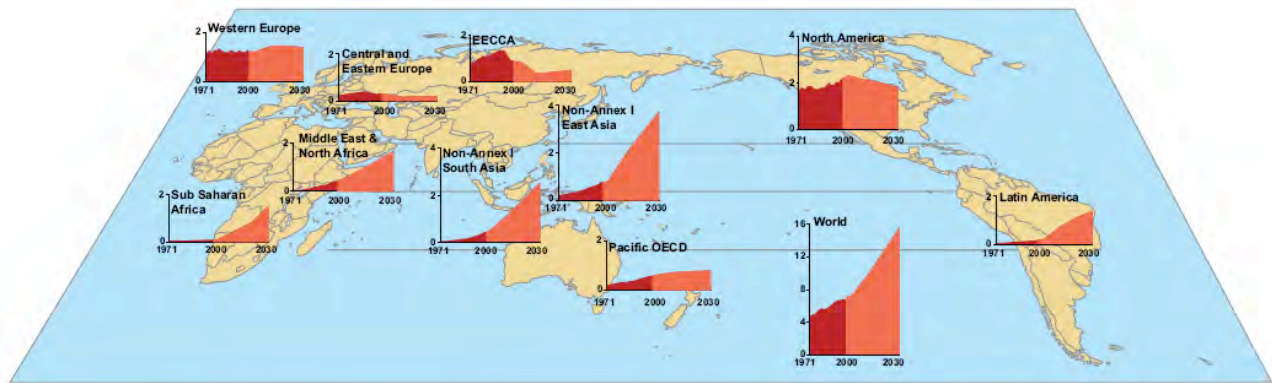 Western Europe
2
0
1971 2000 2030
Central and
Eastern Europe
2
0
1971 2000 2030
EECCA
2
0
1971 2000 2030
North America
4
2
0
1971 2000 2030
Middle East &
North Africa
2
0
1971 2000 2030
Non-Annex I
South Asia
4
2
0
1971 2000 2030
Non-Annex I
East Asia
4
2
0
1971 2000 2030
Sub Saharan
Africa
2
0
1971 2000 2030
Pacific OECD
2
0
1971 2000 2030
World
16
12
8
4
0
1971 2000 2030
Latin America
2
0
1971 2000 2030